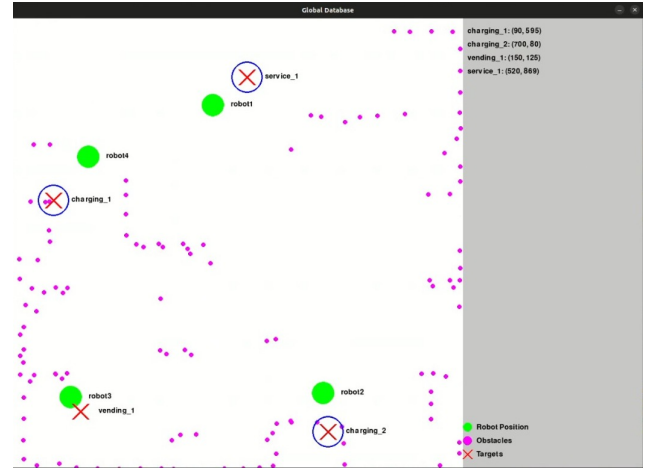 Global Database
charging_1: (90, 595)
charging_2: (700, 80)
vending_1: (150, 125)
service_1: (520, 869)
service_1
robot1
robot4
charging_1
robot2
robot3
vending_1
charging_2
Robot Position
Obstacles
Targets